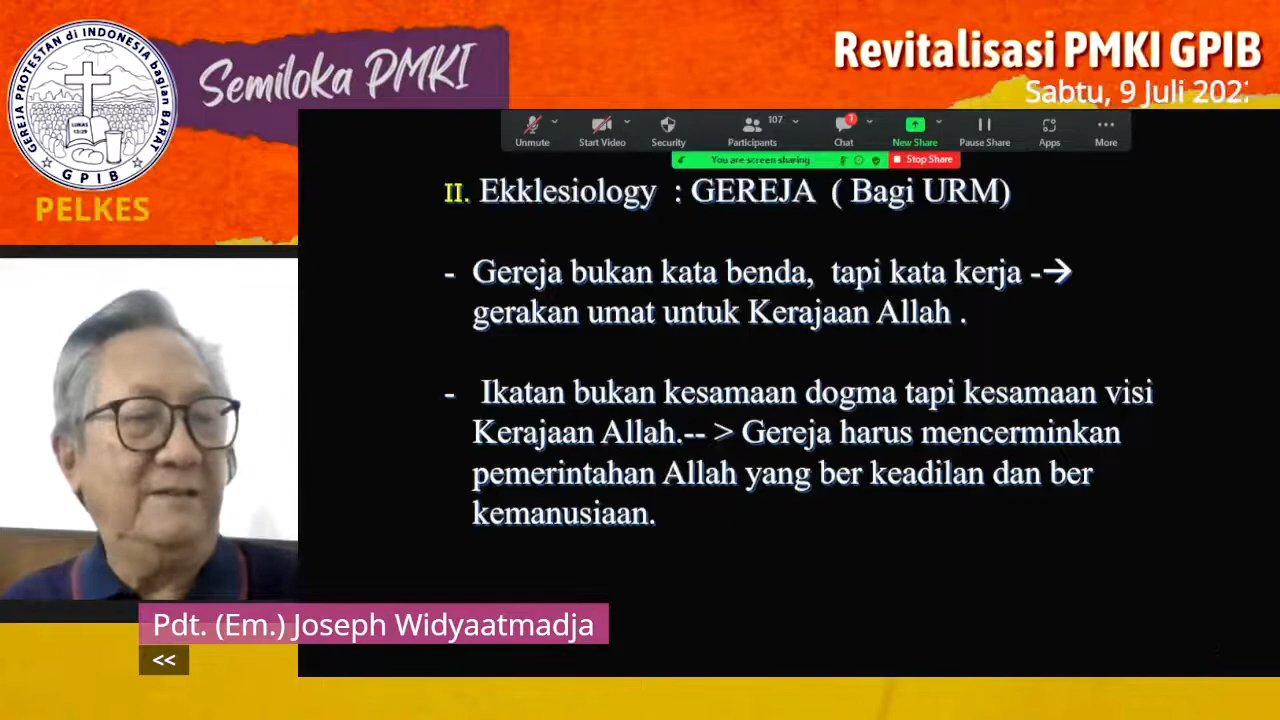 GEREJA PROTESTAN di INDONESIA bagian BARAT
LUKAS
13:29
GPIB
PELKES
Semiloka PMKI
Revitalisasi PMKI GPIB
Sabtu, 9 Juli 202
Unmute
Start Video
Security
Participants
107
Chat
1
New Share
Pause Share
Apps
More
You are screen sharing
Stop Share
II. Ekklesiology : GEREJA ( Bagi URM)
- Gereja bukan kata benda, tapi kata kerja -→
gerakan umat untuk Kerajaan Allah .
- Ikatan bukan kesamaan dogma tapi kesamaan visi
Kerajaan Allah.-- > Gereja harus mencerminkan
pemerintahan Allah yang ber keadilan dan ber
kemanusiaan.
Pdt. (Em.) Joseph Widyaatmadja
<<